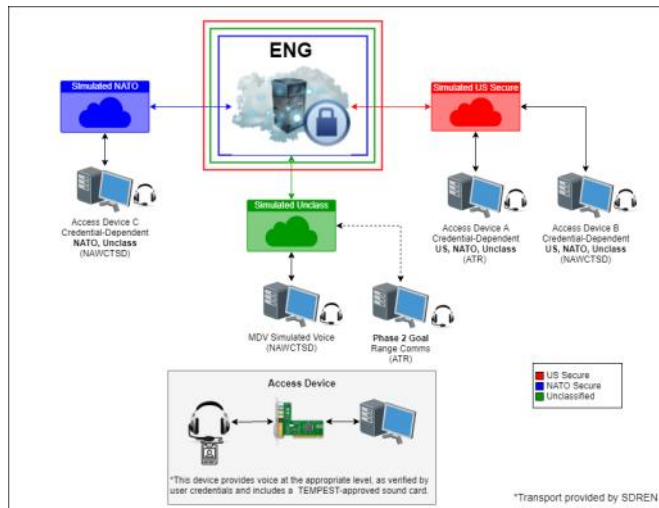 ENG
Simulated NATO
Simulated US Secure
Access Device C
Credential-Dependent
NATO, Unclass
(NAWCTSD)
Simulated Unclass
Access Device A
Credential-Dependent
US, NATO, Unclass
(ATR)
Access Device B
Credential-Dependent
US, NATO, Unclass
(NAWCTSD)
MDV Simulated Voice
(NAWCTSD)
Phase 2 Goal
Range Comms
(ATR)
Access Device
*This device provides voice at the appropriate level, as verified by
user credentials and includes a TEMPEST-approved sound card.
US Secure
NATO Secure
Unclassified
*Transport provided by SDREN